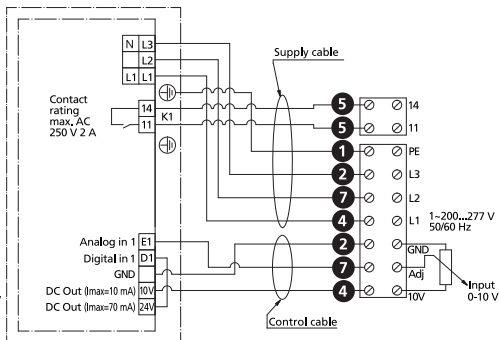 N L3
L2
L1 L1
Contact
rating
max. AC
250 V 2 A
14
11
K1
Analog in 1 E1
Digital in 1 D1
GND
DC Out (Imax=10 mA) 10V
DC Out (Imax=70 mA) 24V
Supply cable
Control cable
5 14
5 11
1 PE
2 L3
7 L2
4 L1
2 GND
7 Adj
4 10V
1~200...277 V
50/60 Hz
Input
0-10 V